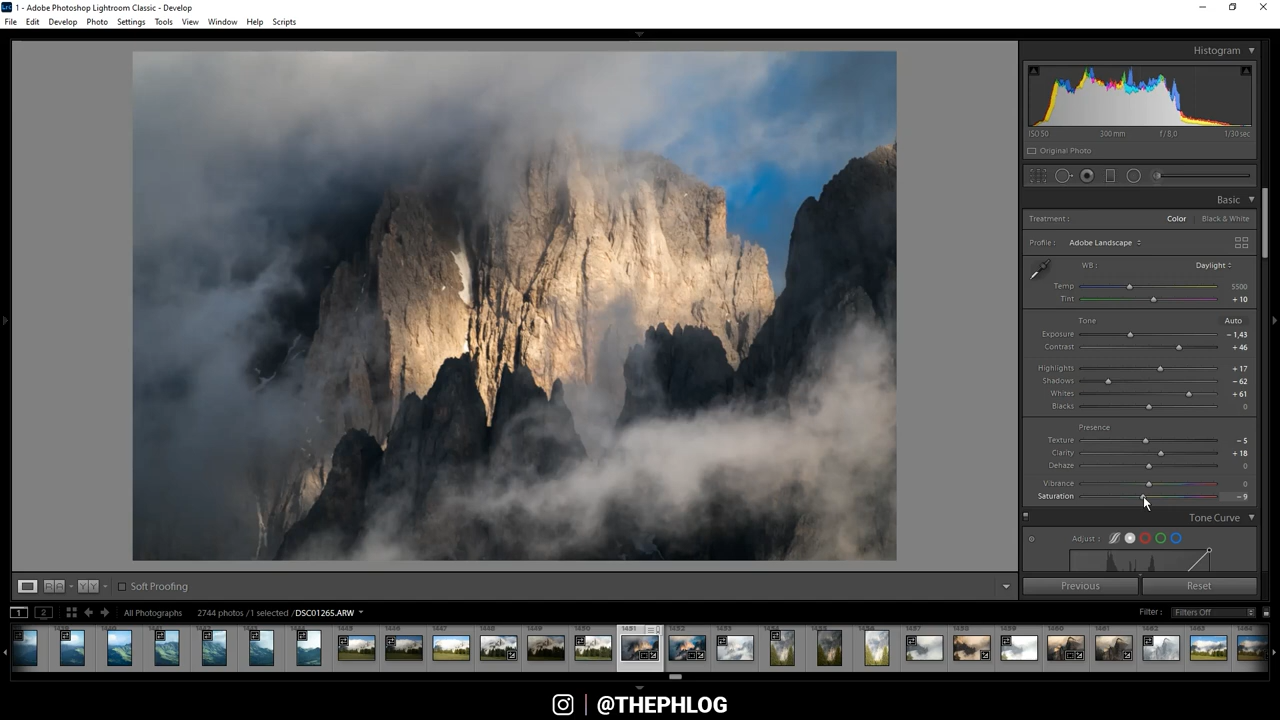 1 - Adobe Photoshop Lightroom Classic - Develop
File Edit Develop Photo Settings Tools View Window Help Scripts
Histogram
ISO 50 300 mm f / 8,0 1/30 sec
Original Photo
Basic
Treatment : Color Black & White
Profile : Adobe Landscape
WB : Daylight
Temp 5500
Tint + 10
Tone Auto
Exposure − 1,43
Contrast + 46
Highlights + 17
Shadows − 62
Whites + 61
Blacks 0
Presence
Texture − 5
Clarity + 18
Dehaze 0
Vibrance 0
Saturation − 9
Tone Curve
Adjust :
Previous Reset
Soft Proofing
1 2 All Photographs 2744 photos / 1 selected / DSC01265.ARW Filter : Filters Off
@THEPHLOG